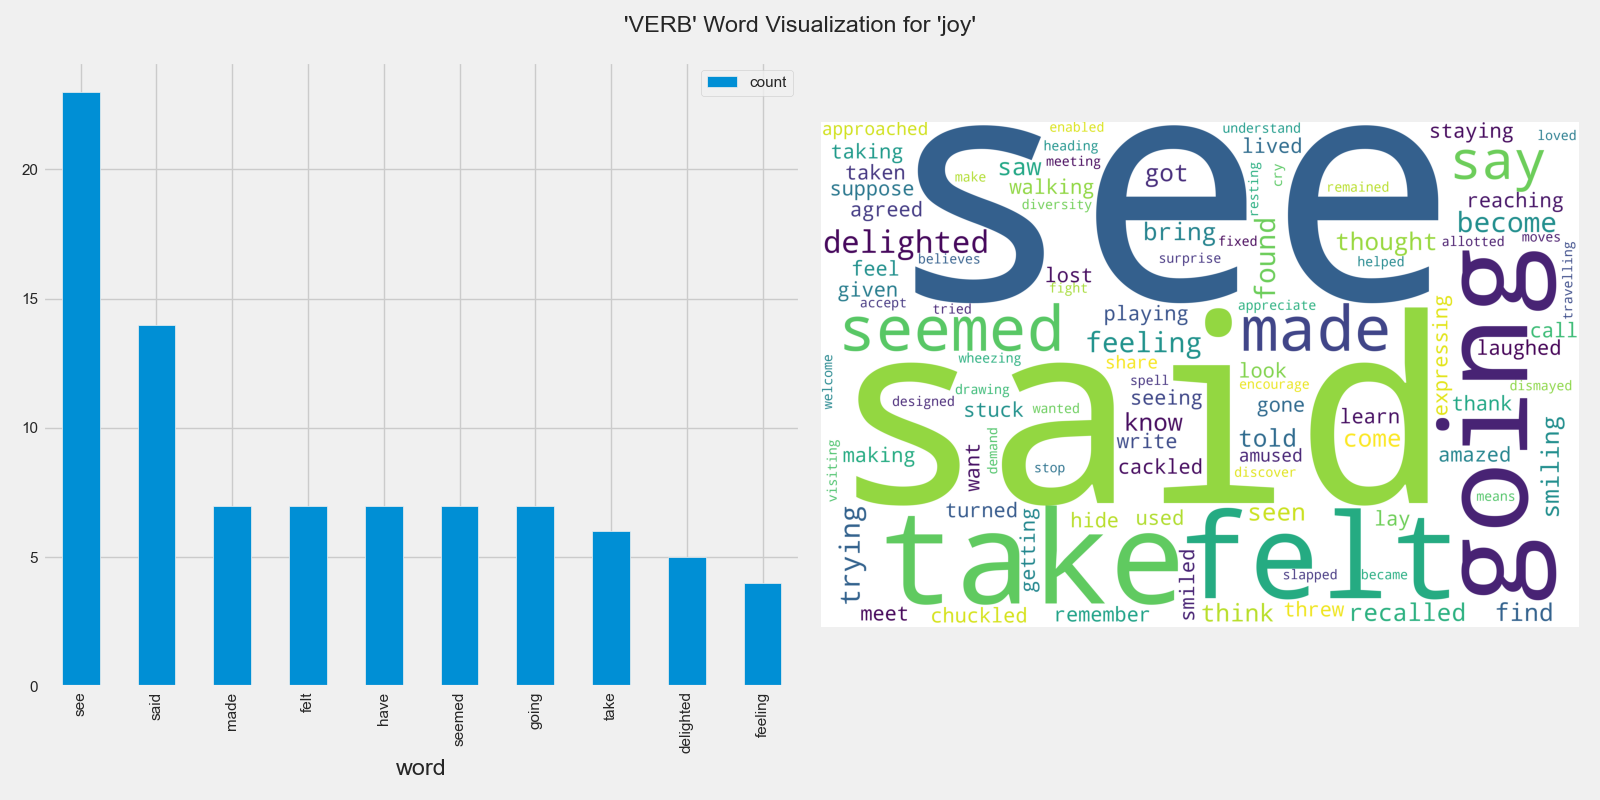 'VERB' Word Visualization for 'joy'
count
20
15
10
5
0
see
said
made
felt
have
seemed
going
take
delighted
feeling
word
approached
enabled
understand
staying
loved
taking
heading
lived
say
taken
saw
meeting
got
see
suppose
make
walking
resting
cry
remained
reaching
agreed
diversity
become
delighted
bring
fixed
found
thought
allotted
moves
feel
believes
surprise
helped
travelling
given
lost
fight
accept
tried
playing
appreciate
going
seemed
made
expressing
call
feeling
laughed
wheezing
share
look
welcome
spell
encourage
dismayed
drawing
seeing
designed
stuck
wanted
gone
thank
said
know
learn
write
told
come
making
want
demand
cackled
amused
amazed
smiling
visiting
stop
discover
means
trying
turned
hide
used
seen
lay
take
getting
felt
smiled
slapped
became
meet
chuckled
remember
think
threw
recalled
find